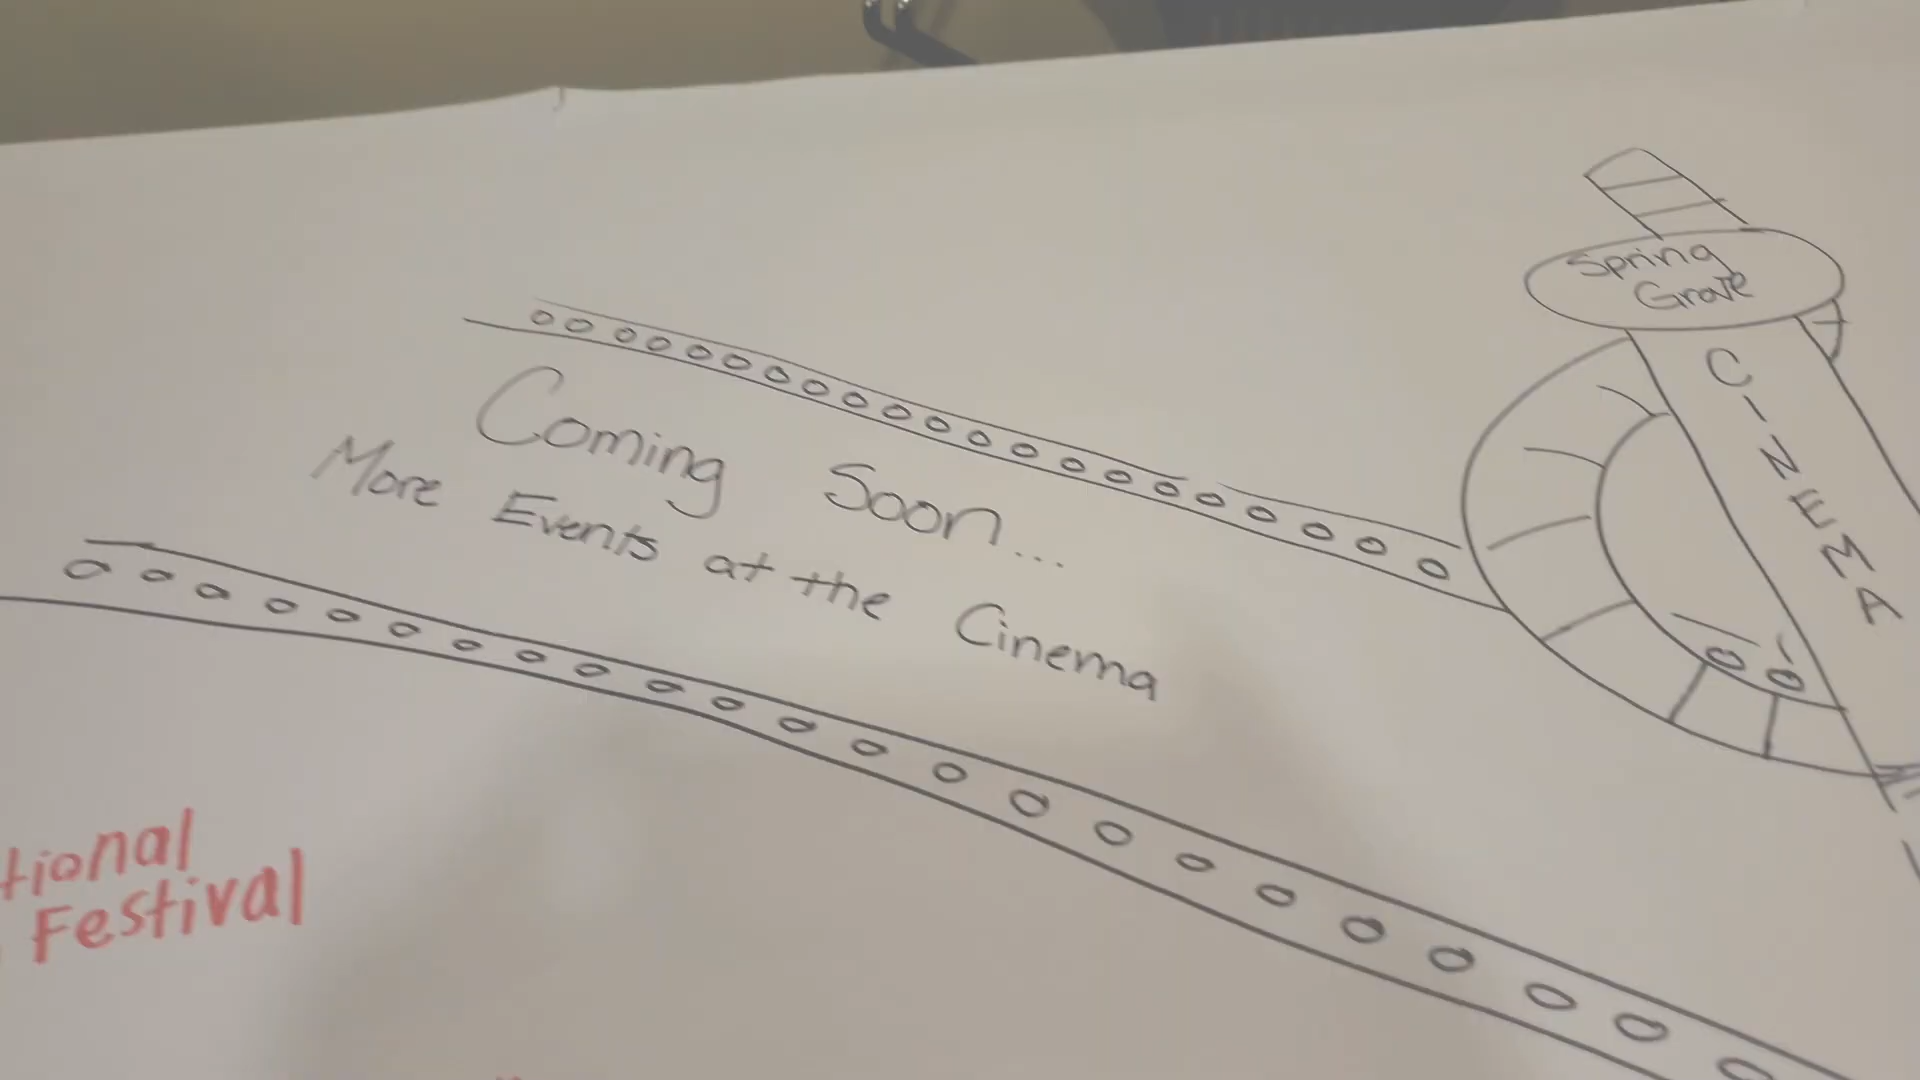 Spring
Grove
CINEMA
Coming Soon...
More Events at the Cinema
tional
Festival